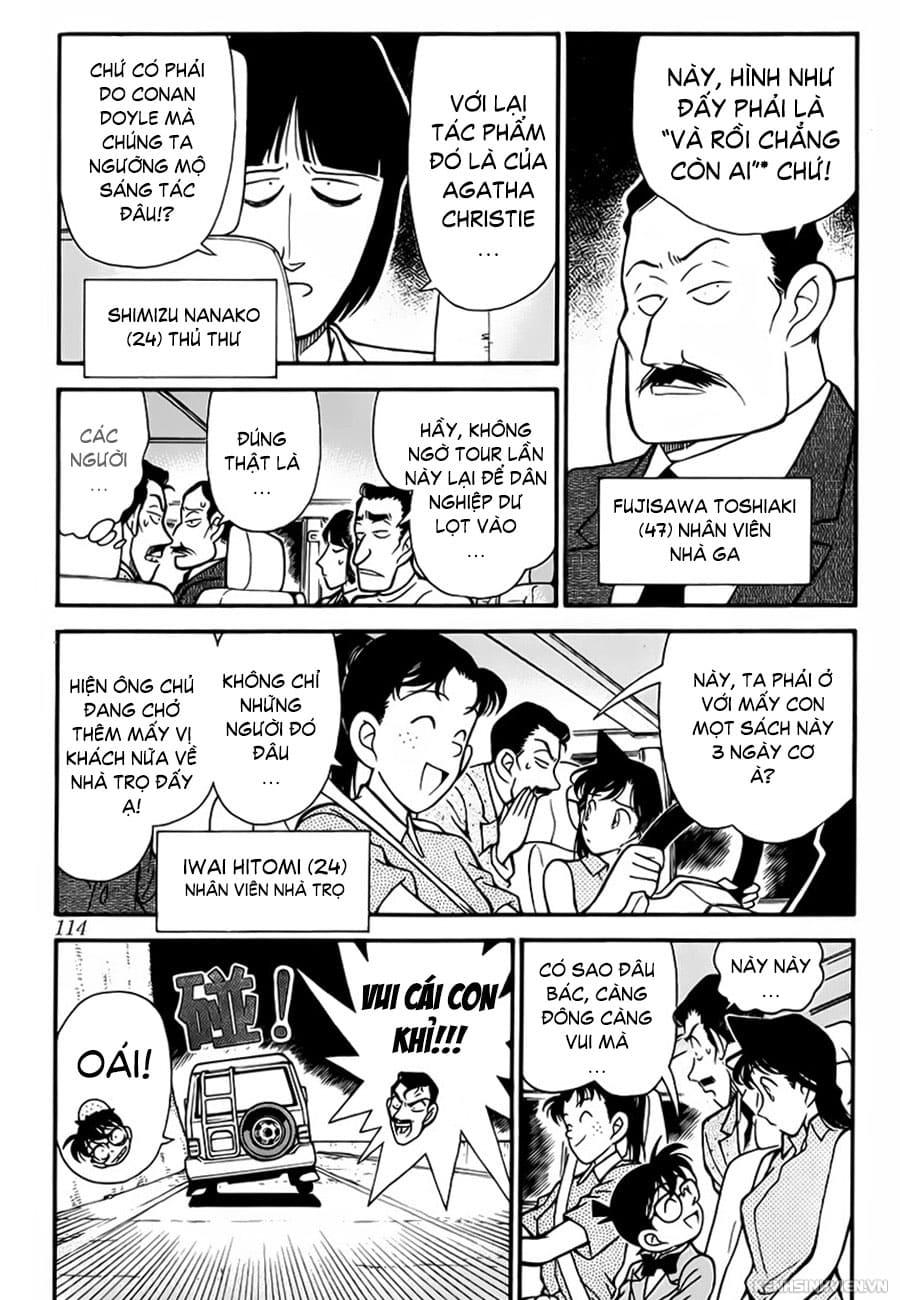 NÀY, HÌNH NHƯ
ĐẤY PHẢI LÀ
“VÀ RỒI CHẲNG
CÒN AI”* CHỨ!
FUJISAWA TOSHIAKI
(47) NHÂN VIÊN
NHÀ GA
VỚI LẠI
TÁC PHẨM
ĐÓ LÀ CỦA
AGATHA
CHRISTIE
...
CHỨ CÓ PHẢI
DO CONAN
DOYLE MÀ
CHÚNG TA
NGƯỠNG MỘ
SÁNG TÁC
ĐÂU!?
SHIMIZU NANAKO
(24) THỦ THƯ
HẦY, KHÔNG
NGỜ TOUR LẦN
NÀY LẠI ĐỂ DÂN
NGHIỆP DƯ
LỌT VÀO
...
ĐÚNG
THẬT LÀ
...
CÁC
NGƯỜI
...
NÀY, TA PHẢI Ở
VỚI MẤY CON
MỌT SÁCH NÀY
3 NGÀY CƠ
À?
KHÔNG CHỈ
NHỮNG
NGƯỜI ĐÓ
ĐÂU
...
HIỆN ÔNG CHỦ
ĐANG CHỞ
THÊM MẤY VỊ
KHÁCH NỮA VỀ
NHÀ TRỌ ĐẤY
Ạ!
IWAI HITOMI (24)
NHÂN VIÊN NHÀ TRỌ
114
NÀY NÀY
...
CÓ SAO ĐÂU
BÁC, CÀNG
ĐÔNG CÀNG
VUI MÀ
...
VUI CÁI CON
KHỈ!!!
碰!
OÁI!
KENHSINHVIEN.VN